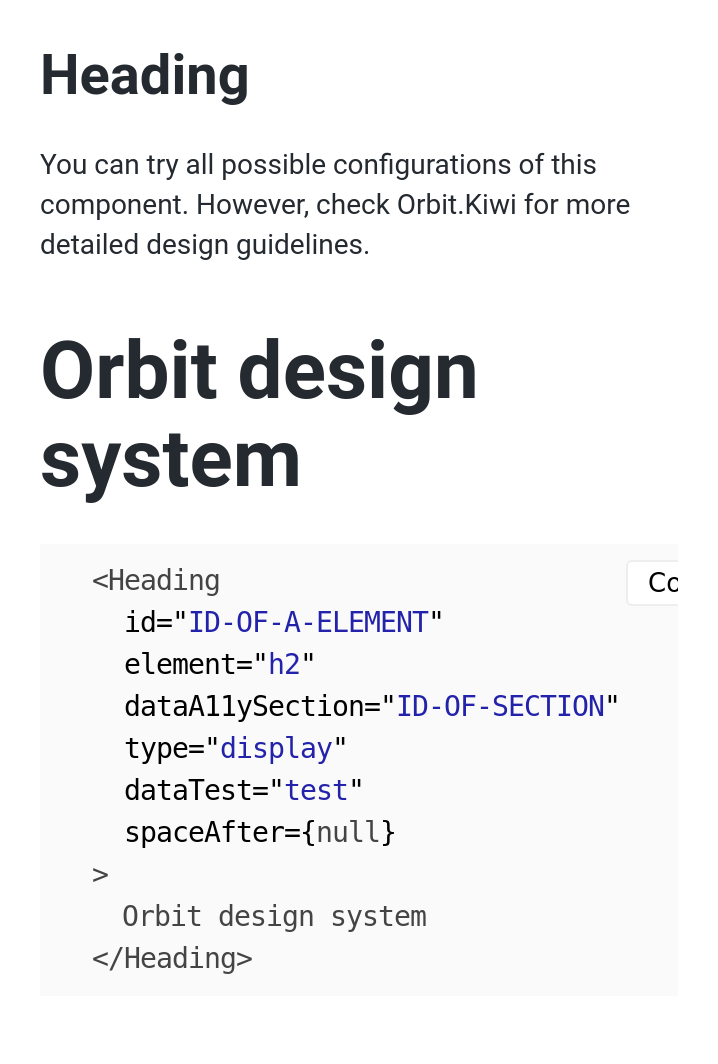 Heading
You can try all possible configurations of this
component. However, check Orbit.Kiwi for more
detailed design guidelines.
Orbit design
system
<Heading
Co
id="ID-OF-A-ELEMENT"
element="h2"
dataA11ySection="ID-OF-SECTION"
type="display"
dataTest="test"
spaceAfter={null}
>
Orbit design system
</Heading>